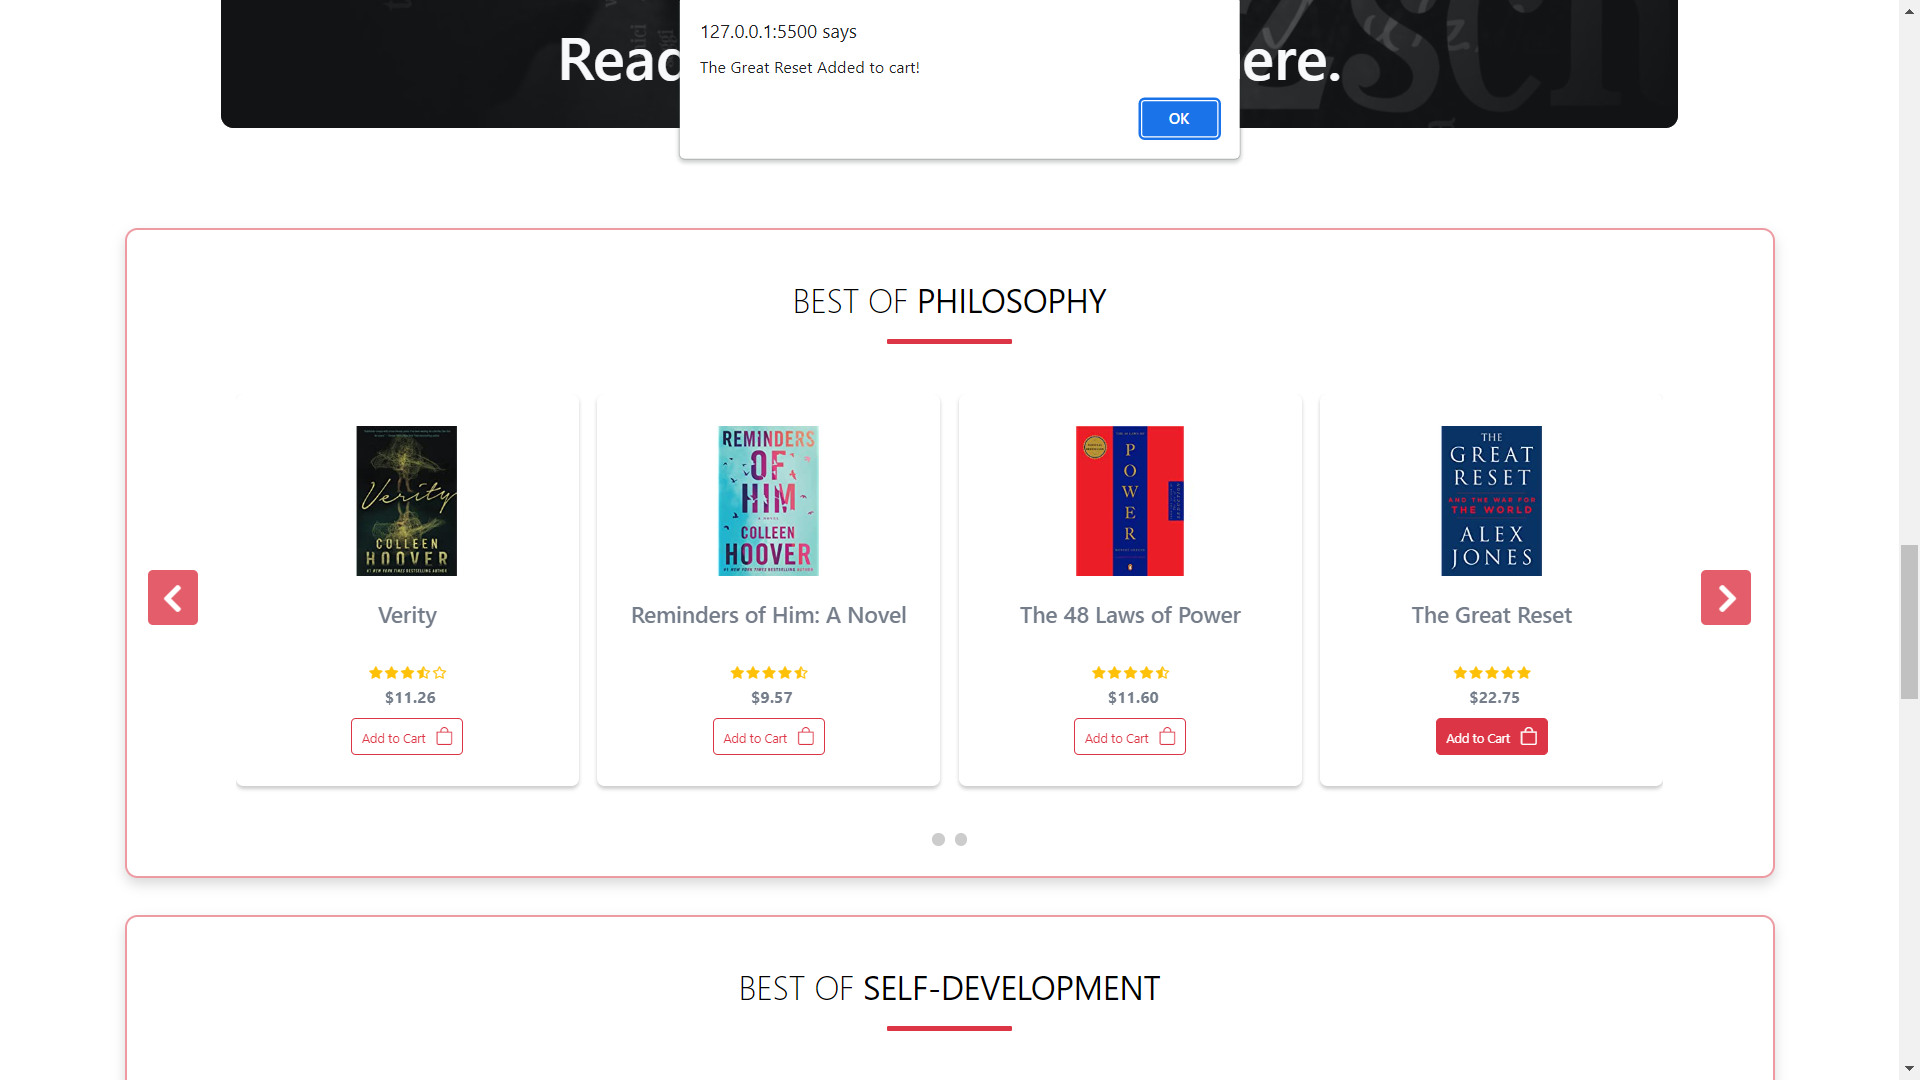 127.0.0.1:5500 says
The Great Reset Added to cart!
OK
Read
ere.
BEST OF PHILOSOPHY
Verity
COLLEEN
HOOVER
REMINDERS
OF
HIM
A NOVEL
COLLEEN
HOOVER
POWER
THE
GREAT
RESET
AND THE WAR FOR
THE WORLD
ALEX
JONES
Verity
Reminders of Him: A Novel
The 48 Laws of Power
The Great Reset
$11.26
$9.57
$11.60
$22.75
Add to Cart
Add to Cart
Add to Cart
Add to Cart
BEST OF SELF-DEVELOPMENT